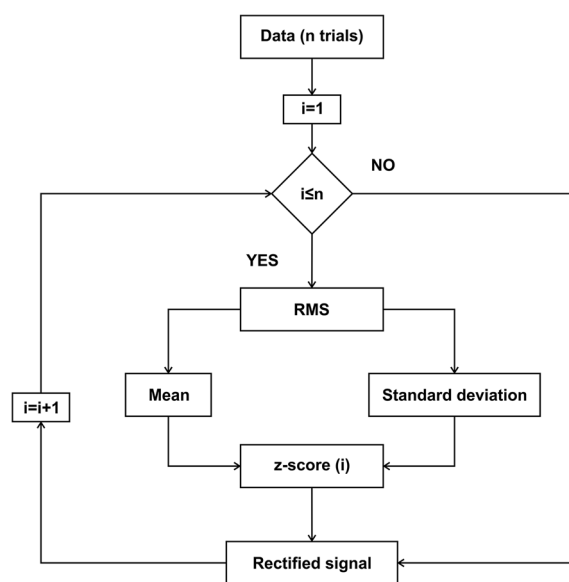 Data (n trials)
i=1
NO
i≤n
YES
RMS
Mean
Standard deviation
i=i+1
z-score (i)
Rectified signal